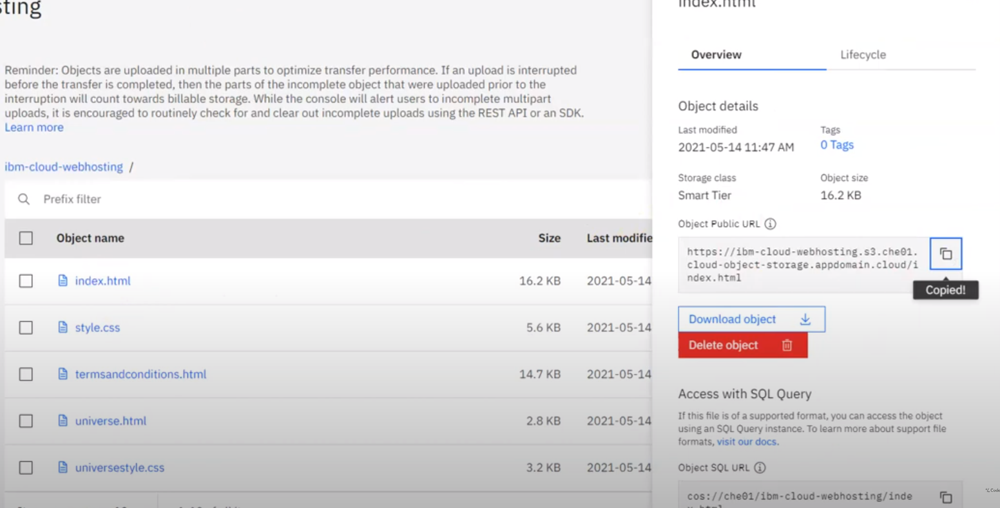 index.html
Overview
Lifecycle
Reminder: Objects are uploaded in multiple parts to optimize transfer performance. If an upload is interrupted
before the transfer is completed, then the parts of the incomplete object that were uploaded prior to the
interruption will count towards billable storage. While the console will alert users to incomplete multipart
uploads, it is encouraged to routinely check for and clear out incomplete uploads using the REST API or an SDK.
Learn more
ibm-cloud-webhosting /
Prefix filter
Object name Size Last modifie
index.html 16.2 KB 2021-05-14
style.css 5.6 KB 2021-05-14
termsandconditions.html 14.7 KB 2021-05-14
universe.html 2.8 KB 2021-05-14
universestyle.css 3.2 KB 2021-05-14
Object details
Last modified Tags
2021-05-14 11:47 AM 0 Tags
Storage class Object size
Smart Tier 16.2 KB
Object Public URL
https://ibm-cloud-webhosting.s3.che01.
cloud-object-storage.appdomain.cloud/i
ndex.html
Copied!
Download object
Delete object
Access with SQL Query
If this file is of a supported format, you can access the object
using an SQL Query instance. To learn more about support file
formats, visit our docs.
Object SQL URL
cos://che01/ibm-cloud-webhosting/inde